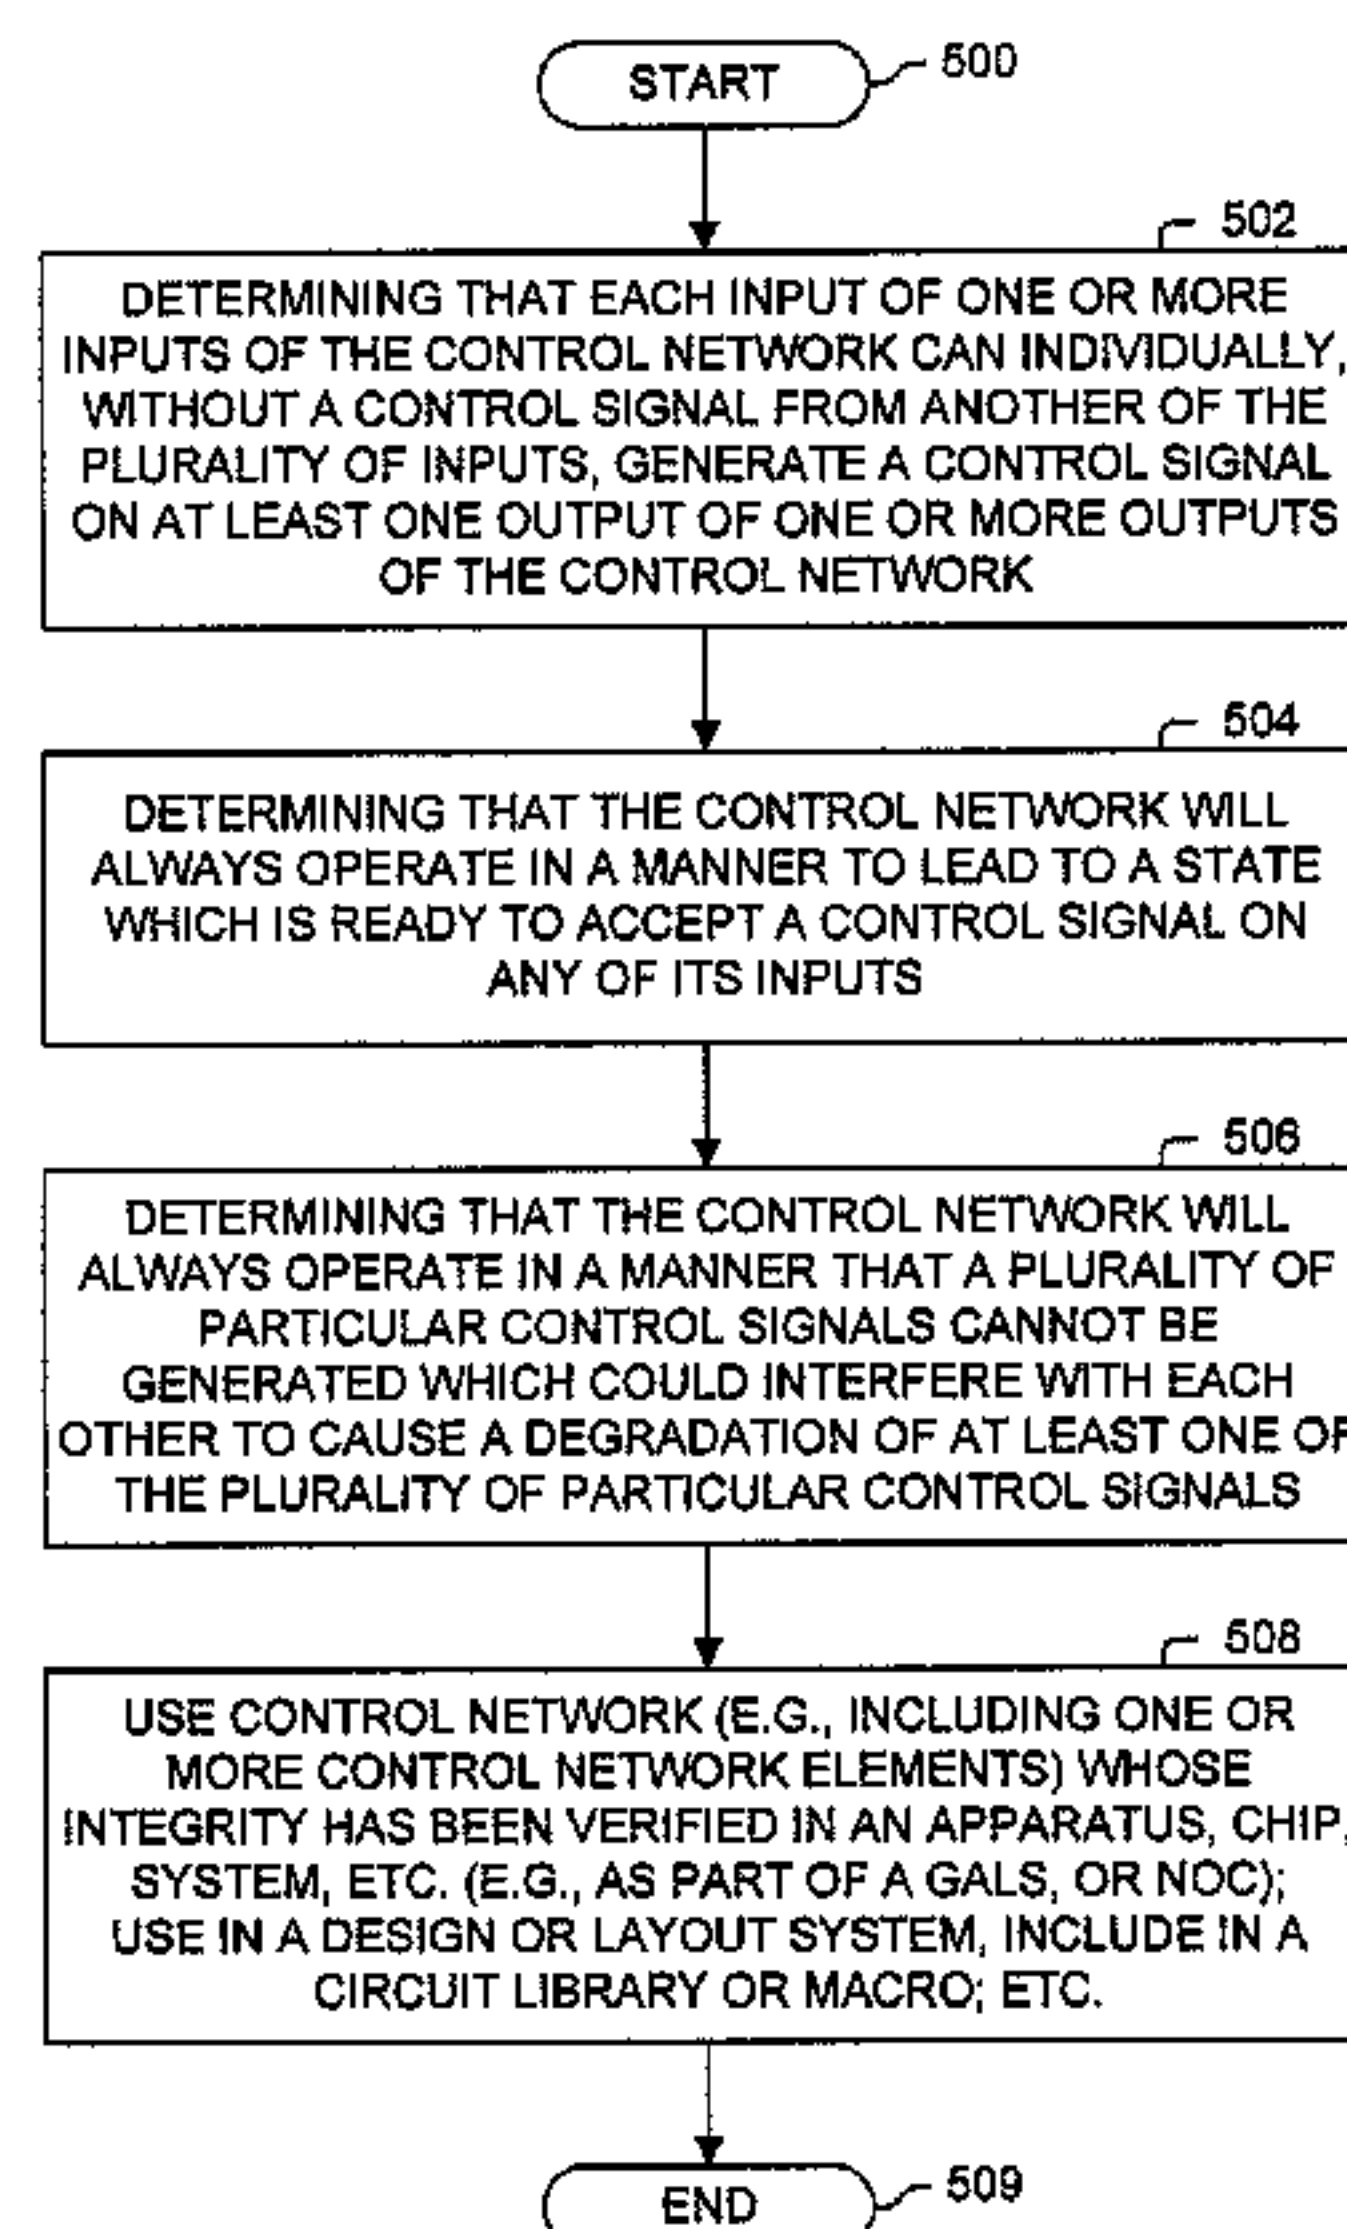 START
500
502
DETERMINING THAT EACH INPUT OF ONE OR MORE
INPUTS OF THE CONTROL NETWORK CAN INDIVIDUALLY,
WITHOUT A CONTROL SIGNAL FROM ANOTHER OF THE
PLURALITY OF INPUTS, GENERATE A CONTROL SIGNAL
ON AT LEAST ONE OUTPUT OF ONE OR MORE OUTPUTS
OF THE CONTROL NETWORK
504
DETERMINING THAT THE CONTROL NETWORK WILL
ALWAYS OPERATE IN A MANNER TO LEAD TO A STATE
WHICH IS READY TO ACCEPT A CONTROL SIGNAL ON
ANY OF ITS INPUTS
506
DETERMINING THAT THE CONTROL NETWORK WILL
ALWAYS OPERATE IN A MANNER THAT A PLURALITY OF
PARTICULAR CONTROL SIGNALS CANNOT BE
GENERATED WHICH COULD INTERFERE WITH EACH
OTHER TO CAUSE A DEGRADATION OF AT LEAST ONE OF
THE PLURALITY OF PARTICULAR CONTROL SIGNALS
508
USE CONTROL NETWORK (E.G., INCLUDING ONE OR
MORE CONTROL NETWORK ELEMENTS) WHOSE
INTEGRITY HAS BEEN VERIFIED IN AN APPARATUS, CHIP,
SYSTEM, ETC. (E.G., AS PART OF A GALS, OR NOC);
USE IN A DESIGN OR LAYOUT SYSTEM, INCLUDE IN A
CIRCUIT LIBRARY OR MACRO; ETC.
END
509